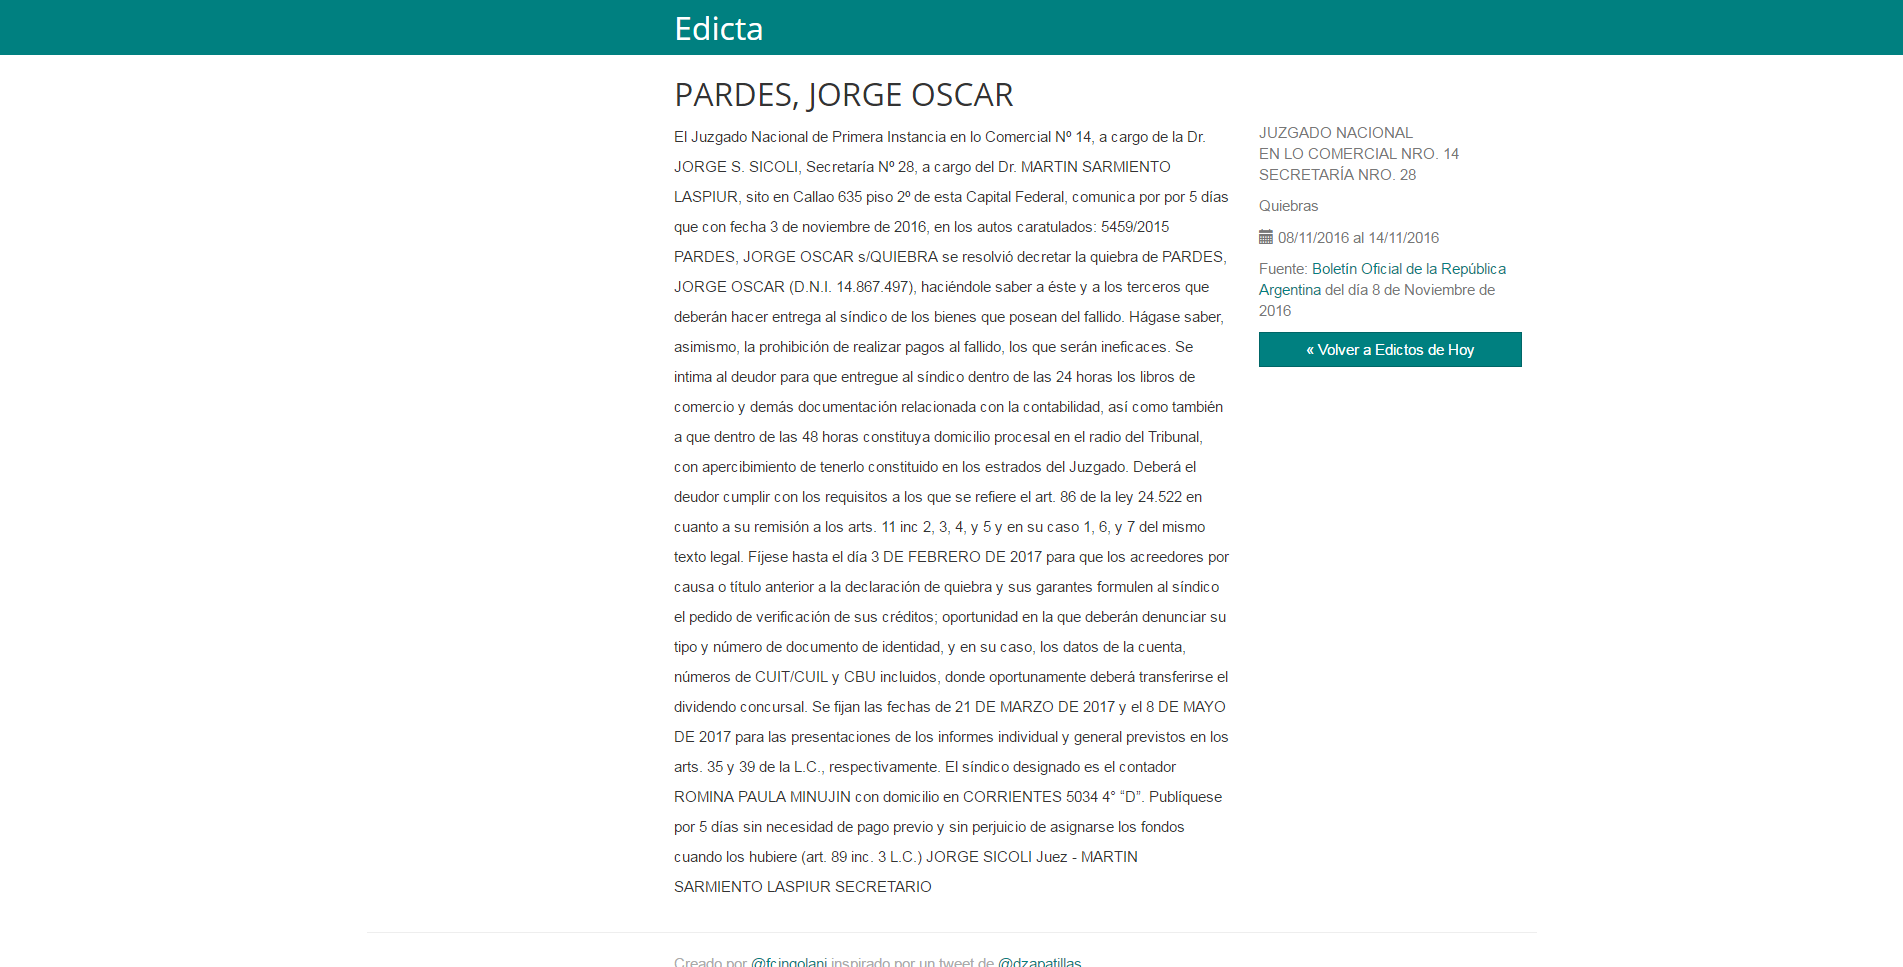 Edicta
PARDES, JORGE OSCAR
El Juzgado Nacional de Primera Instancia en lo Comercial Nº 14, a cargo de la Dr.
JORGE S. SICOLI, Secretaría Nº 28, a cargo del Dr. MARTIN SARMIENTO
LASPIUR, sito en Callao 635 piso 2º de esta Capital Federal, comunica por por 5 días
que con fecha 3 de noviembre de 2016, en los autos caratulados: 5459/2015
PARDES, JORGE OSCAR s/QUIEBRA se resolvió decretar la quiebra de PARDES,
JORGE OSCAR (D.N.I. 14.867.497), haciéndole saber a éste y a los terceros que
deberán hacer entrega al síndico de los bienes que posean del fallido. Hágase saber,
asimismo, la prohibición de realizar pagos al fallido, los que serán ineficaces. Se
intima al deudor para que entregue al síndico dentro de las 24 horas los libros de
comercio y demás documentación relacionada con la contabilidad, así como también
a que dentro de las 48 horas constituya domicilio procesal en el radio del Tribunal,
con apercibimiento de tenerlo constituido en los estrados del Juzgado. Deberá el
deudor cumplir con los requisitos a los que se refiere el art. 86 de la ley 24.522 en
cuanto a su remisión a los arts. 11 inc 2, 3, 4, y 5 y en su caso 1, 6, y 7 del mismo
texto legal. Fíjese hasta el día 3 DE FEBRERO DE 2017 para que los acreedores por
causa o título anterior a la declaración de quiebra y sus garantes formulen al síndico
el pedido de verificación de sus créditos; oportunidad en la que deberán denunciar su
tipo y número de documento de identidad, y en su caso, los datos de la cuenta,
números de CUIT/CUIL y CBU incluidos, donde oportunamente deberá transferirse el
dividendo concursal. Se fijan las fechas de 21 DE MARZO DE 2017 y el 8 DE MAYO
DE 2017 para las presentaciones de los informes individual y general previstos en los
arts. 35 y 39 de la L.C., respectivamente. El síndico designado es el contador
ROMINA PAULA MINUJIN con domicilio en CORRIENTES 5034 4° “D”. Publíquese
por 5 días sin necesidad de pago previo y sin perjuicio de asignarse los fondos
cuando los hubiere (art. 89 inc. 3 L.C.) JORGE SICOLI Juez - MARTIN
SARMIENTO LASPIUR SECRETARIO
JUZGADO NACIONAL
EN LO COMERCIAL NRO. 14
SECRETARÍA NRO. 28
Quiebras
08/11/2016 al 14/11/2016
Fuente: Boletín Oficial de la República
Argentina del día 8 de Noviembre de
2016
« Volver a Edictos de Hoy
Creado por @fcingolani inspirado por un tweet de @dzapatillas